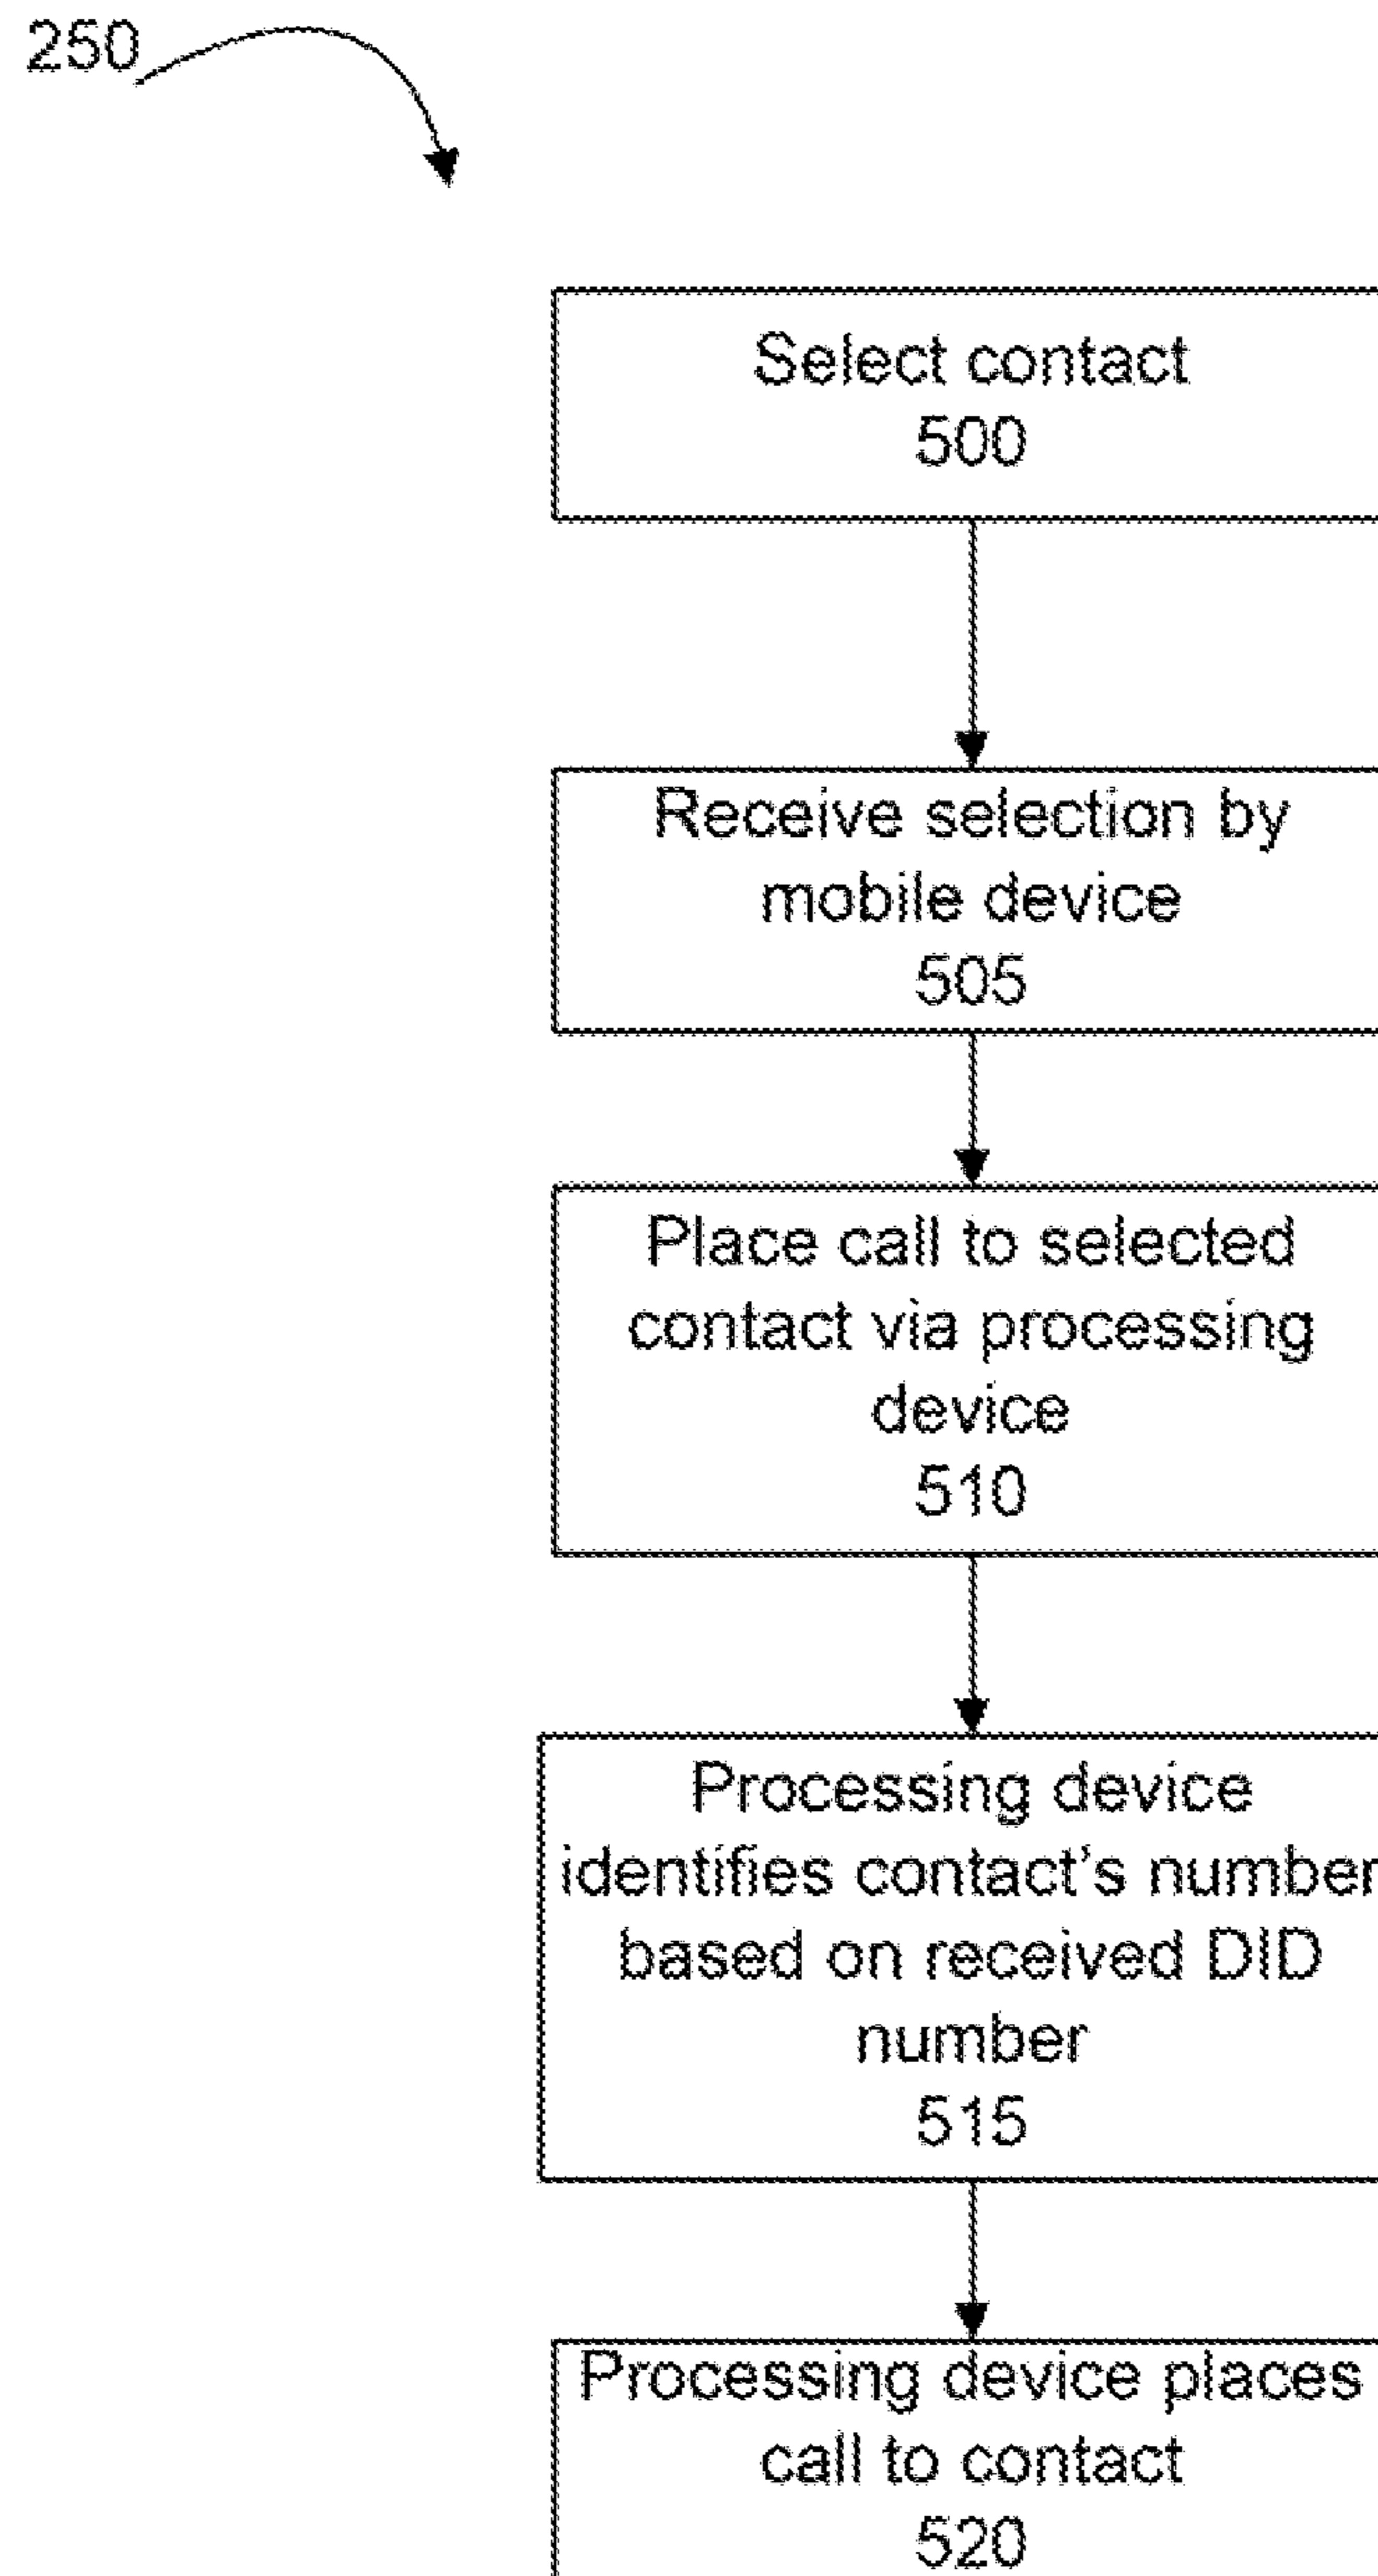 250
Select contact
500
Receive selection by
mobile device
505
Place call to selected
contact via processing
device
510
Processing device
identifies contact's number
based on received DID
number
515
Processing device places
call to contact
520